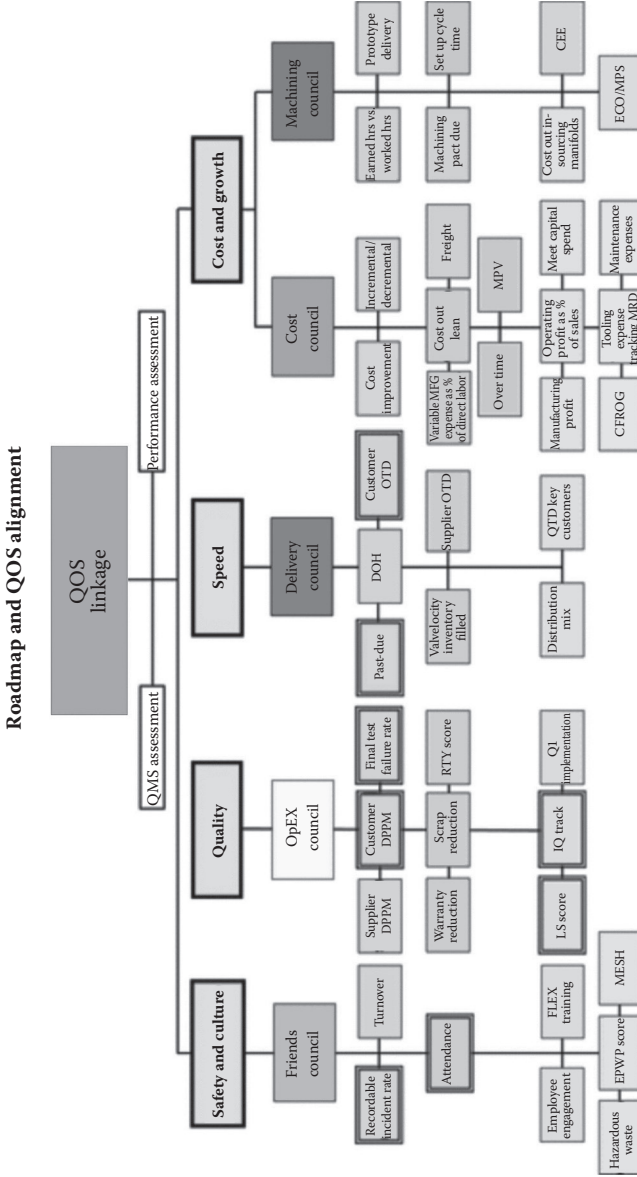 Roadmap and QOS alignment
QOS
linkage
QMS assessment
Performance assessment
Safety and culture
Quality
Speed
Cost and growth
Friends
council
OpEX
council
Delivery
council
Cost
council
Machining
council
Recordable
incident rate
Turnover
Attendance
Employee
engagement
FLEX
training
Hazardous
waste
EPWP score
MESH
Supplier
DPPM
Customer
DPPM
Final test
failure rate
Warranty
reduction
Scrap
reduction
RTY score
LS score
IQ track
Q1
implementation
Past-due
DOH
Customer
OTD
Valvelocity
inventory
filled
Supplier OTD
Distribution
mix
QTD key
customers
Cost
improvement
Incremental/
decremental
Variable MFG
expense as %
of direct labor
Cost out
lean
Freight
Over time
MPV
Manufacturing
profit
Operating
profit as %
of sales
Meet capital
spend
CFROG
Tooling
expense
tracking MRD
Maintenance
expenses
Earned hrs vs.
worked hrs
Prototype
delivery
Machining
pact due
Set up cycle
time
Cost out in-
sourcing
manifolds
CEE
ECO/MPS